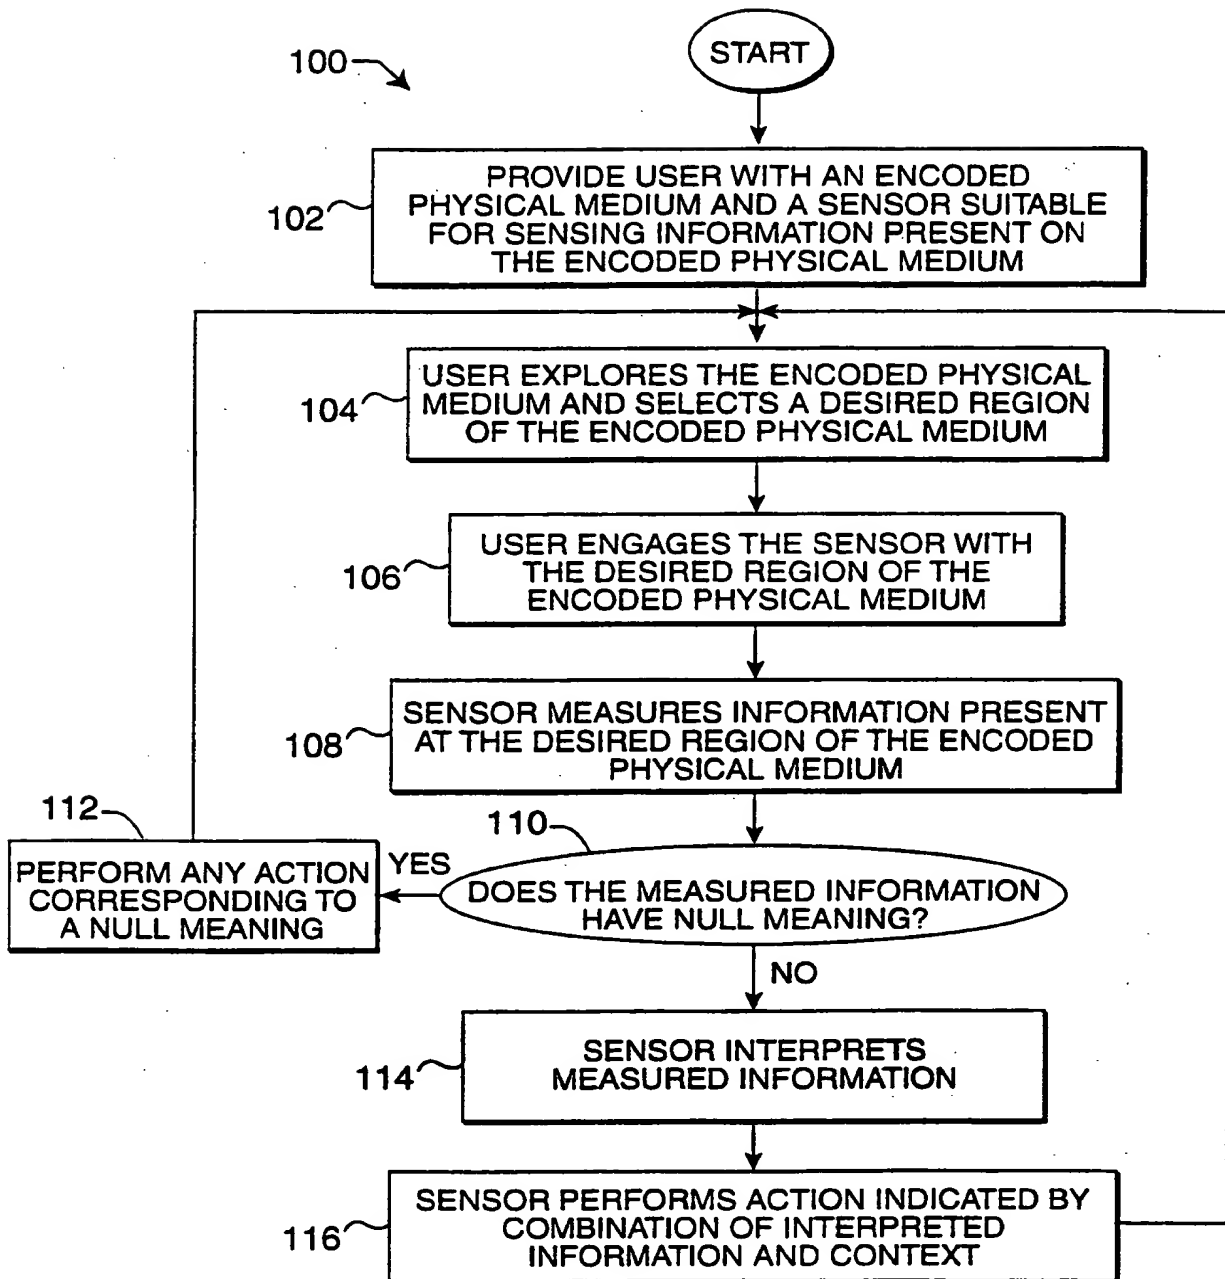 START
100
PROVIDE USER WITH AN ENCODED
PHYSICAL MEDIUM AND A SENSOR SUITABLE
FOR SENSING INFORMATION PRESENT ON
THE ENCODED PHYSICAL MEDIUM
102
USER EXPLORES THE ENCODED PHYSICAL
MEDIUM AND SELECTS A DESIRED REGION
OF THE ENCODED PHYSICAL MEDIUM
104
USER ENGAGES THE SENSOR WITH
THE DESIRED REGION OF THE
ENCODED PHYSICAL MEDIUM
106
SENSOR MEASURES INFORMATION PRESENT
AT THE DESIRED REGION OF THE ENCODED
PHYSICAL MEDIUM
108
110
DOES THE MEASURED INFORMATION
HAVE NULL MEANING?
YES
112
PERFORM ANY ACTION
CORRESPONDING TO
A NULL MEANING
NO
SENSOR INTERPRETS
MEASURED INFORMATION
114
SENSOR PERFORMS ACTION INDICATED BY
COMBINATION OF INTERPRETED
INFORMATION AND CONTEXT
116